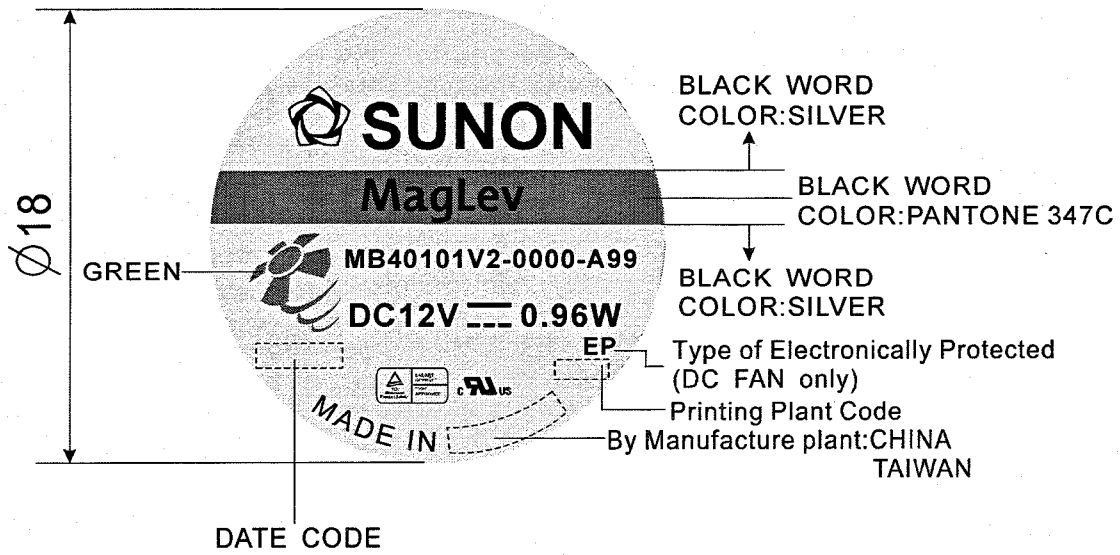 SUNON
MagLev
MB40101V2-0000-A99
DC12V 0.96W
EP
c US
MADE IN
Ø18
GREEN
DATE CODE
BLACK WORD
COLOR:SILVER
BLACK WORD
COLOR:PANTONE 347C
BLACK WORD
COLOR:SILVER
Type of Electronically Protected
(DC FAN only)
Printing Plant Code
By Manufacture plant:CHINA
TAIWAN